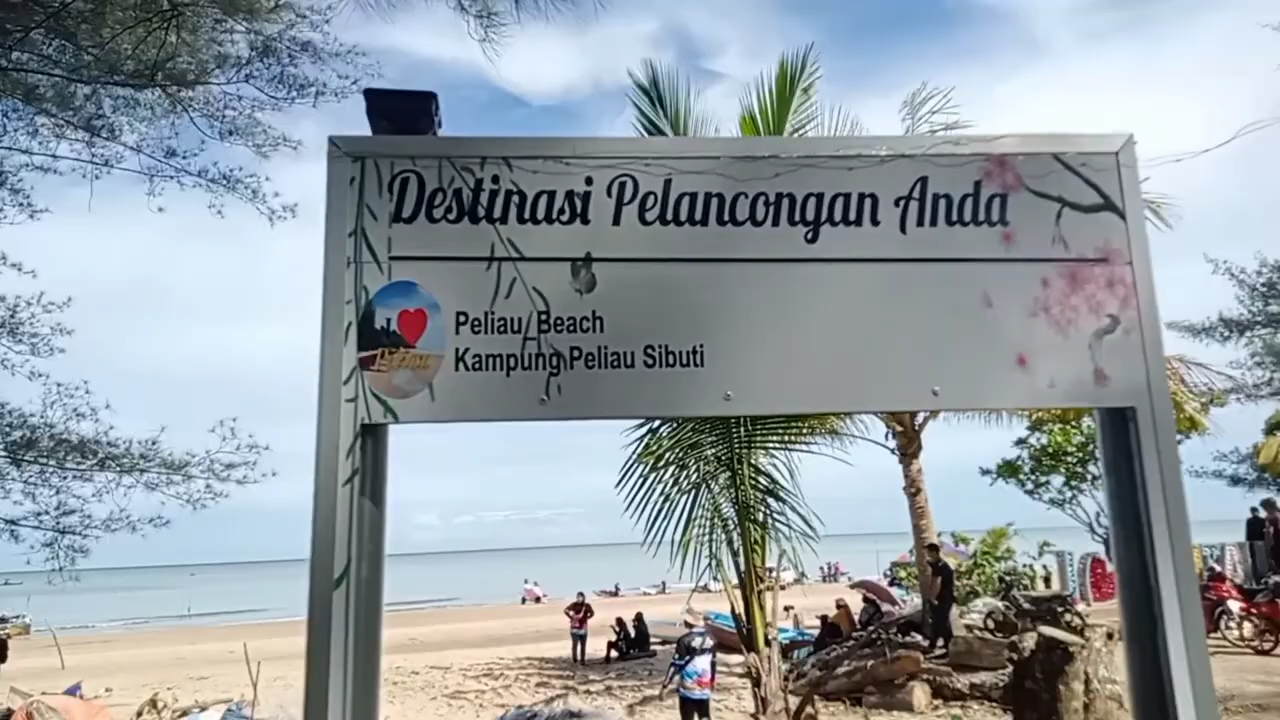 Destinasi Pelancongan Anda
I
Peliau Beach
Kampung Peliau Sibuti